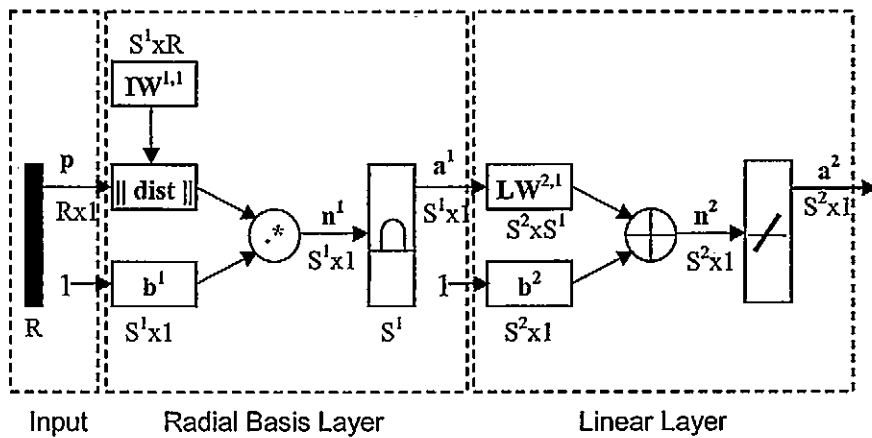 S¹xR
IW¹,¹
p
a¹
a²
|| dist ||
LW²,¹
Rx1
n¹
S¹x1
S²xS¹
n²
S²x1
.*
S¹x1
S²x1
1
b¹
1
b²
R
S¹x1
S¹
S²x1
Input
Radial Basis Layer
Linear Layer